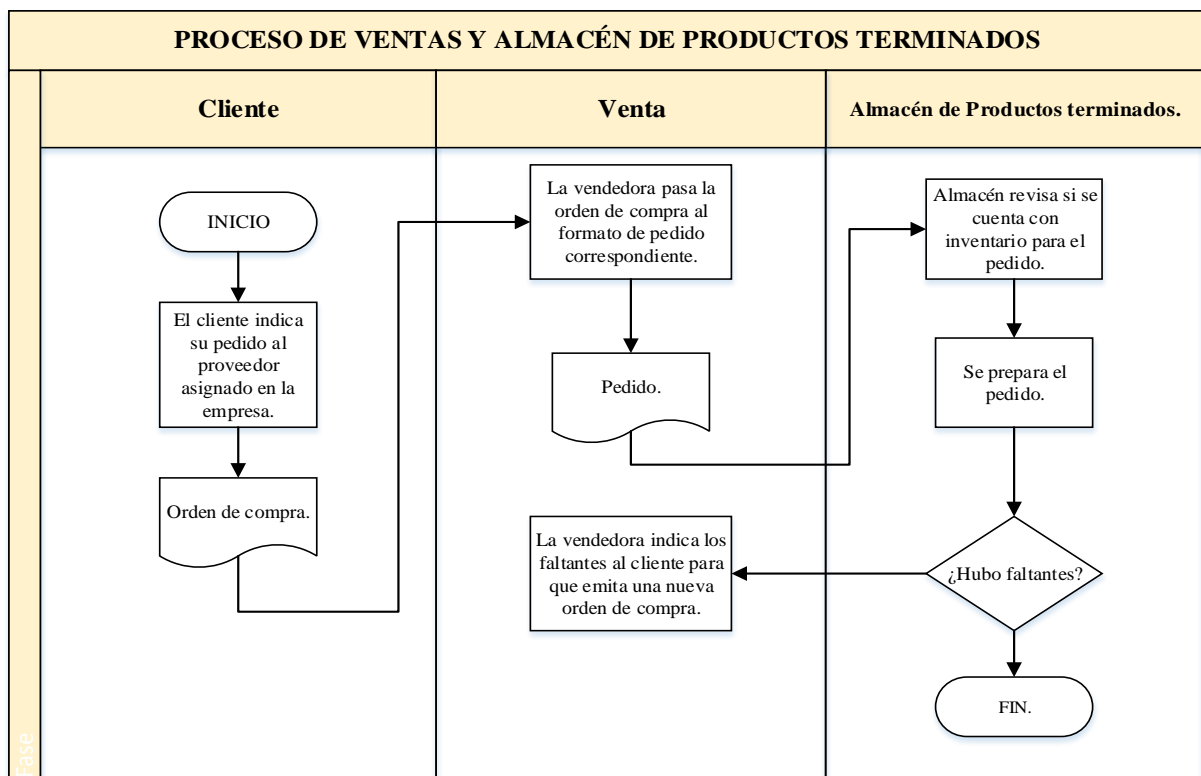 PROCESO DE VENTAS Y ALMACÉN DE PRODUCTOS TERMINADOS
Cliente
Venta
Almacén de Productos terminados.
INICIO
El cliente indica
su pedido al
proveedor
asignado en la
empresa.
Orden de compra.
La vendedora pasa la
orden de compra al
formato de pedido
correspondiente.
Pedido.
Almacén revisa si se
cuenta con
inventario para el
pedido.
Se prepara el
pedido.
¿Hubo faltantes?
La vendedora indica los
faltantes al cliente para
que emita una nueva
orden de compra.
FIN.
Fase